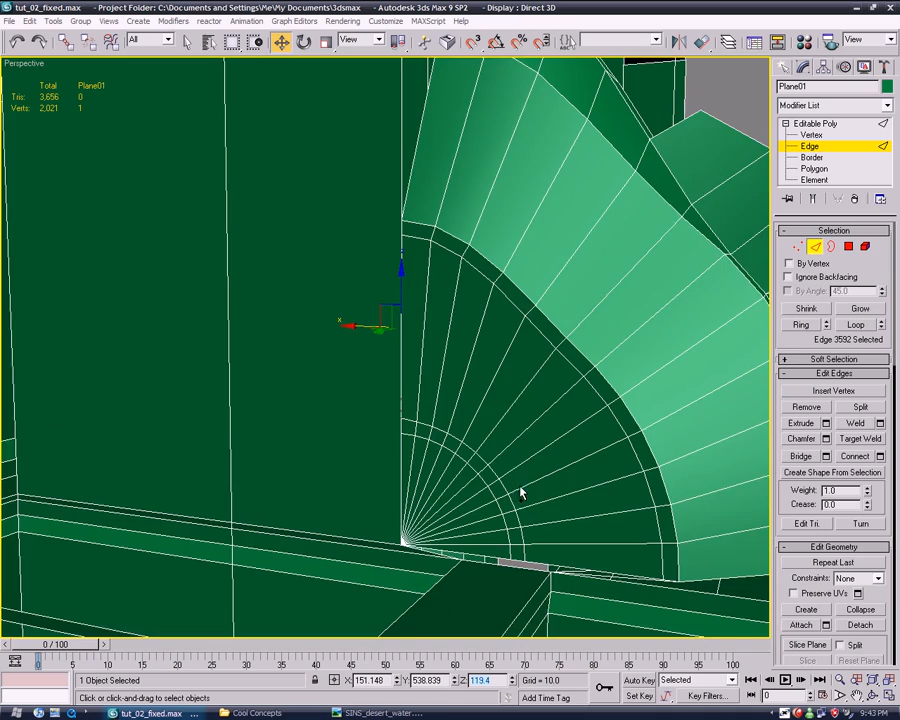 tut_02_fixed.max - Project Folder: C:\Documents and Settings\Me\My Documents\3dsmax - Autodesk 3ds Max 9 SP2 - Display : Direct 3D
File Edit Tools Group Views Create Modifiers reactor Animation Graph Editors Rendering Customize MAXScript Help
All View View
Perspective
Total Plane01
Tris: 3,656 0
Verts: 2,021 1
x
Plane01
Modifier List
Editable Poly
Vertex
Edge
Border
Polygon
Element
Selection
By Vertex
Ignore Backfacing
By Angle: 45.0
Shrink Grow
Ring Loop
Edge 3592 Selected
Soft Selection
Edit Edges
Insert Vertex
Remove Split
Extrude Weld
Chamfer Target Weld
Bridge Connect
Create Shape From Selection
Weight: 1.0
Crease: 0.0
Edit Tri. Turn
Edit Geometry
Repeat Last
Constraints: None
Preserve UVs
Create Collapse
Attach Detach
Slice Plane Split
Slice Reset Plane
0 / 100
0 5 10 15 20 25 30 35 40 45 50 55 60 65 70 75 80 85 90 95 100
1 Object Selected X: 151.148 Y: 538.839 Z: 119.4 Grid = 10.0 Auto Key Selected
Click or click-and-drag to select objects Add Time Tag Set Key Key Filters... 0
tut_02_fixed.max ... Cool Concepts SINS_desert_water.... 9:43 PM